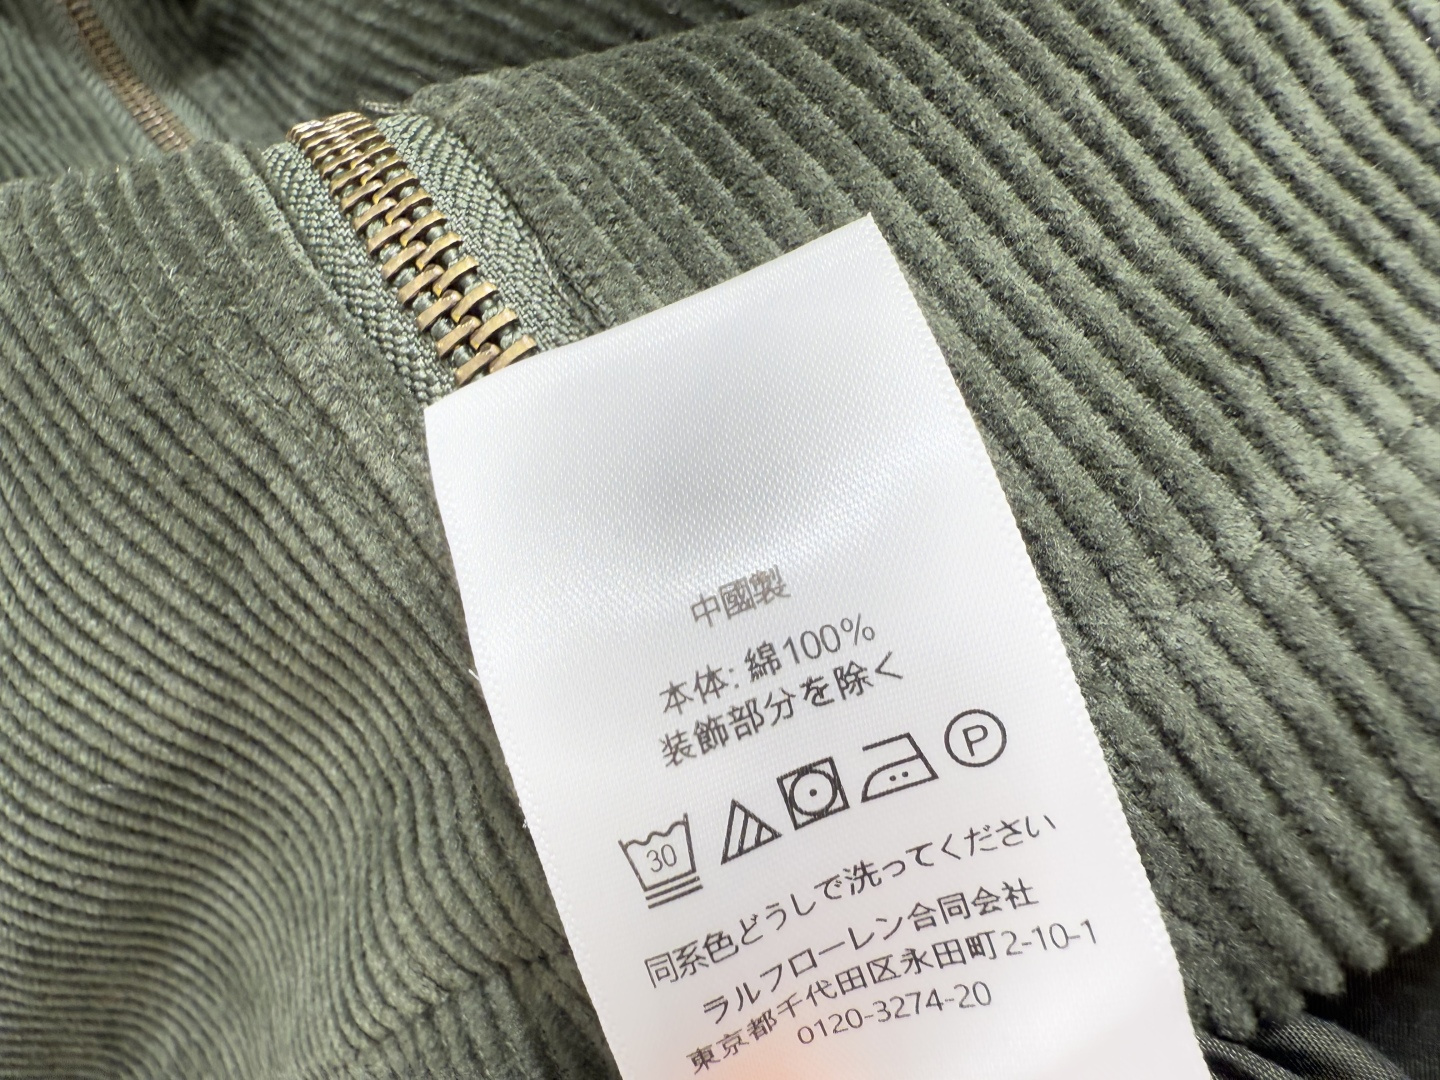 中國製
本体: 綿100%
装飾部分を除く
30 P
同系色どうしで洗ってください
ラルフローレン合同会社
東京都千代田区永田町2-10-1
0120-3274-20